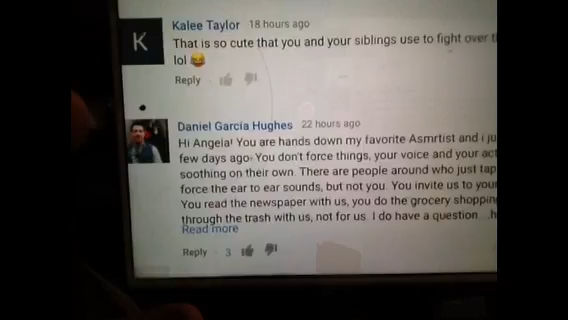 K
Kalee Taylor 18 hours ago
That is so cute that you and your siblings use to fight over
lol 😂
Reply
Daniel Garcia Hughes 22 hours ago
Hi Angela! You are hands down my favorite Asmrtist and i
few days ago. You don't force things, your voice and your
soothing on their own. There are people around who just tap
force the ear to ear sounds, but not you. You invite us to your
You read the newspaper with us, you do the grocery shopping
through the trash with us, not for us. I do have a question
Read more
Reply 3